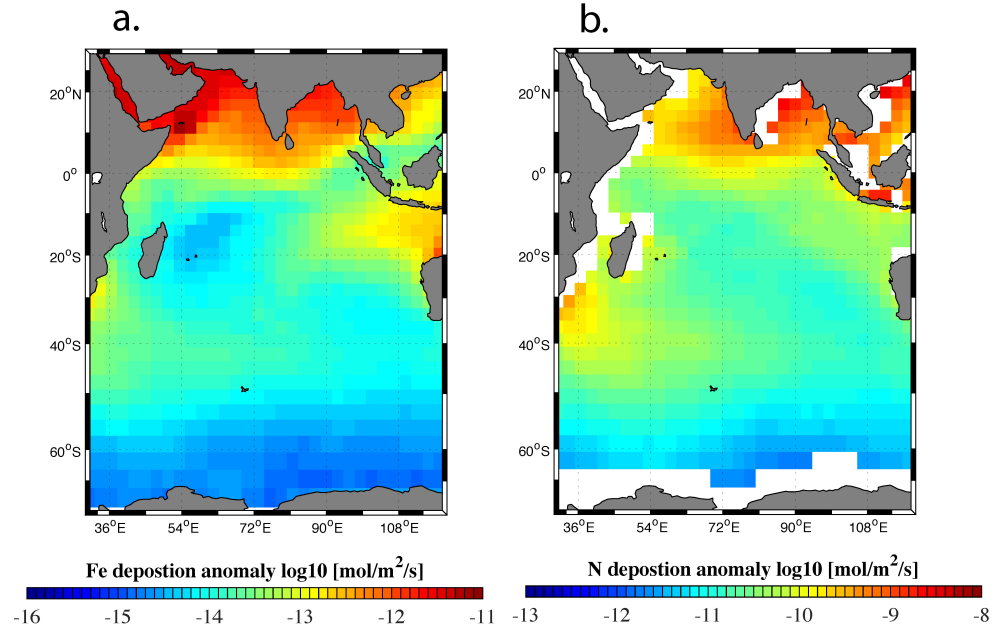 a.
b.
20°N
0°
20°S
40°S
60°S
36°E 54°E 72°E 90°E 108°E
20°N
0°
20°S
40°S
60°S
36°E 54°E 72°E 90°E 108°E
Fe depostion anomaly log10 [mol/m²/s]
-16 -15 -14 -13 -12 -11
N depostion anomaly log10 [mol/m²/s]
-13 -12 -11 -10 -9 -8